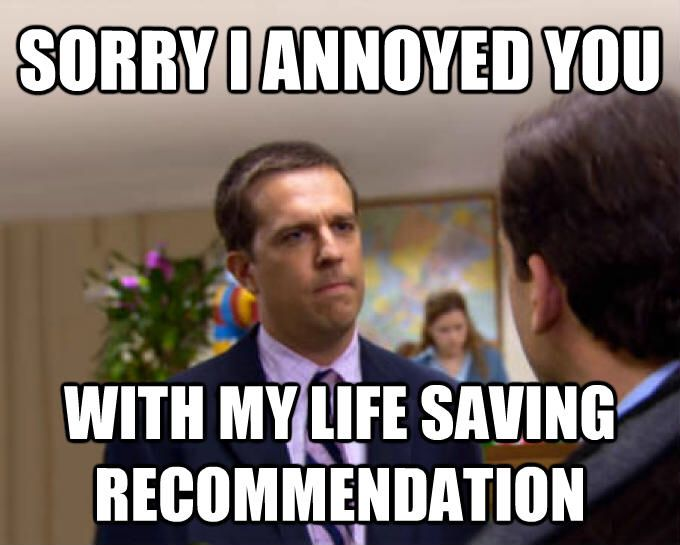 SORRY I ANNOYED YOU
WITH MY LIFE SAVING
RECOMMENDATION